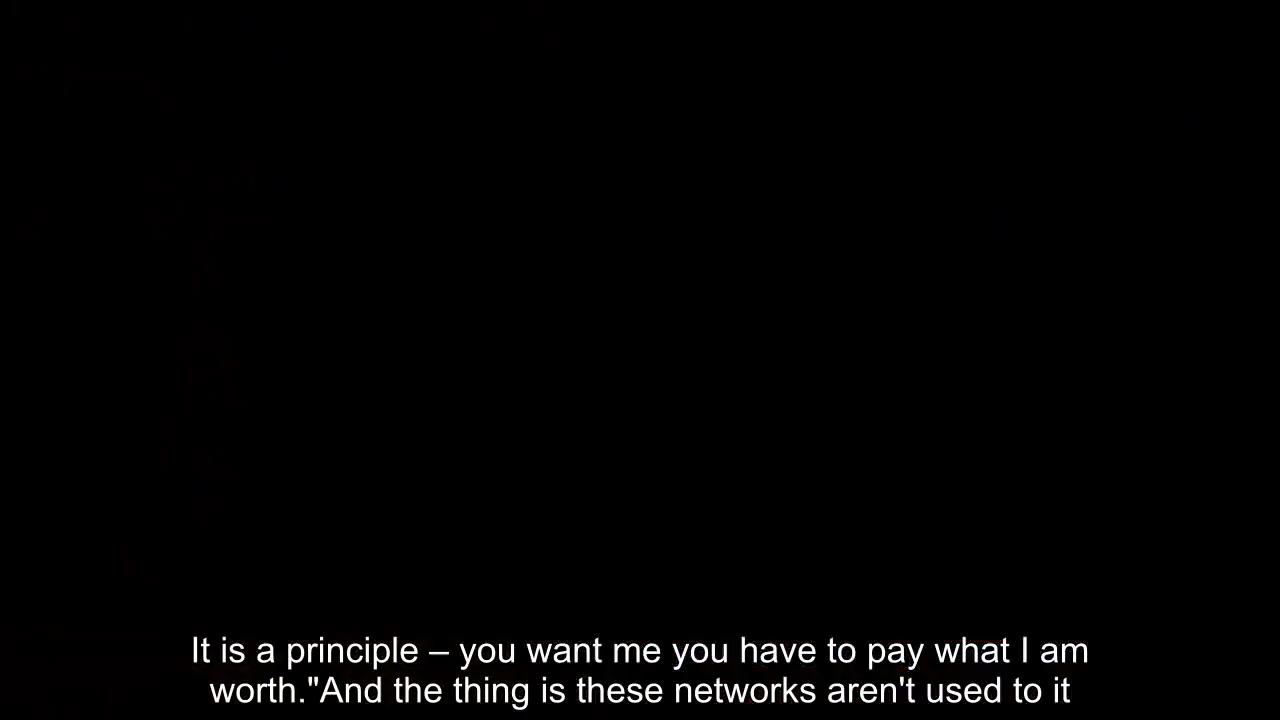 It is a principle – you want me you have to pay what I am
worth."And the thing is these networks aren't used to it